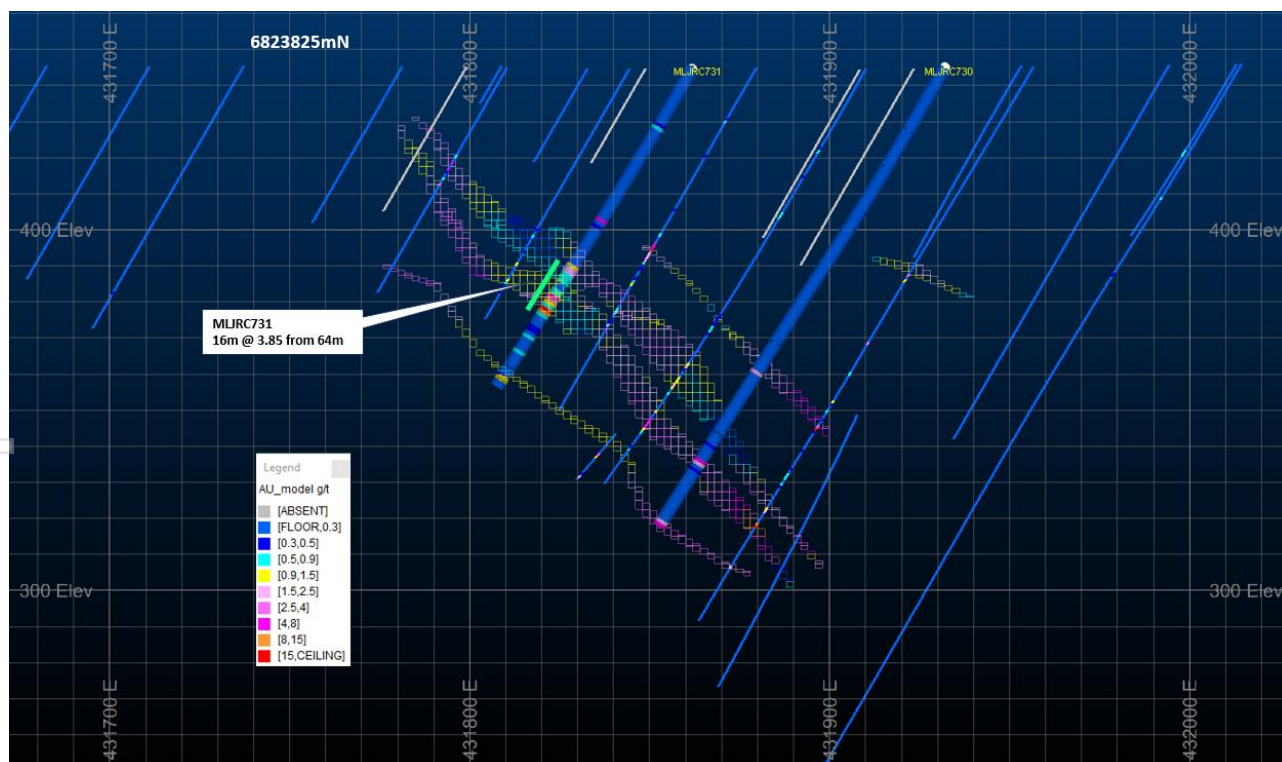 6823825mN
431700 E
431800 E
431900 E
432000 E
MLJRC731
MLJRC730
400 Elev
400 Elev
MLJRC731
16m @ 3.85 from 64m
Legend
AU_model g/t
[ABSENT]
[FLOOR,0.3]
[0.3,0.5]
[0.5,0.9]
[0.9,1.5]
[1.5,2.5]
[2.5,4]
[4,8]
[8,15]
[15,CEILING]
300 Elev
300 Elev
431700 E
431800 E
431900 E
432000 E